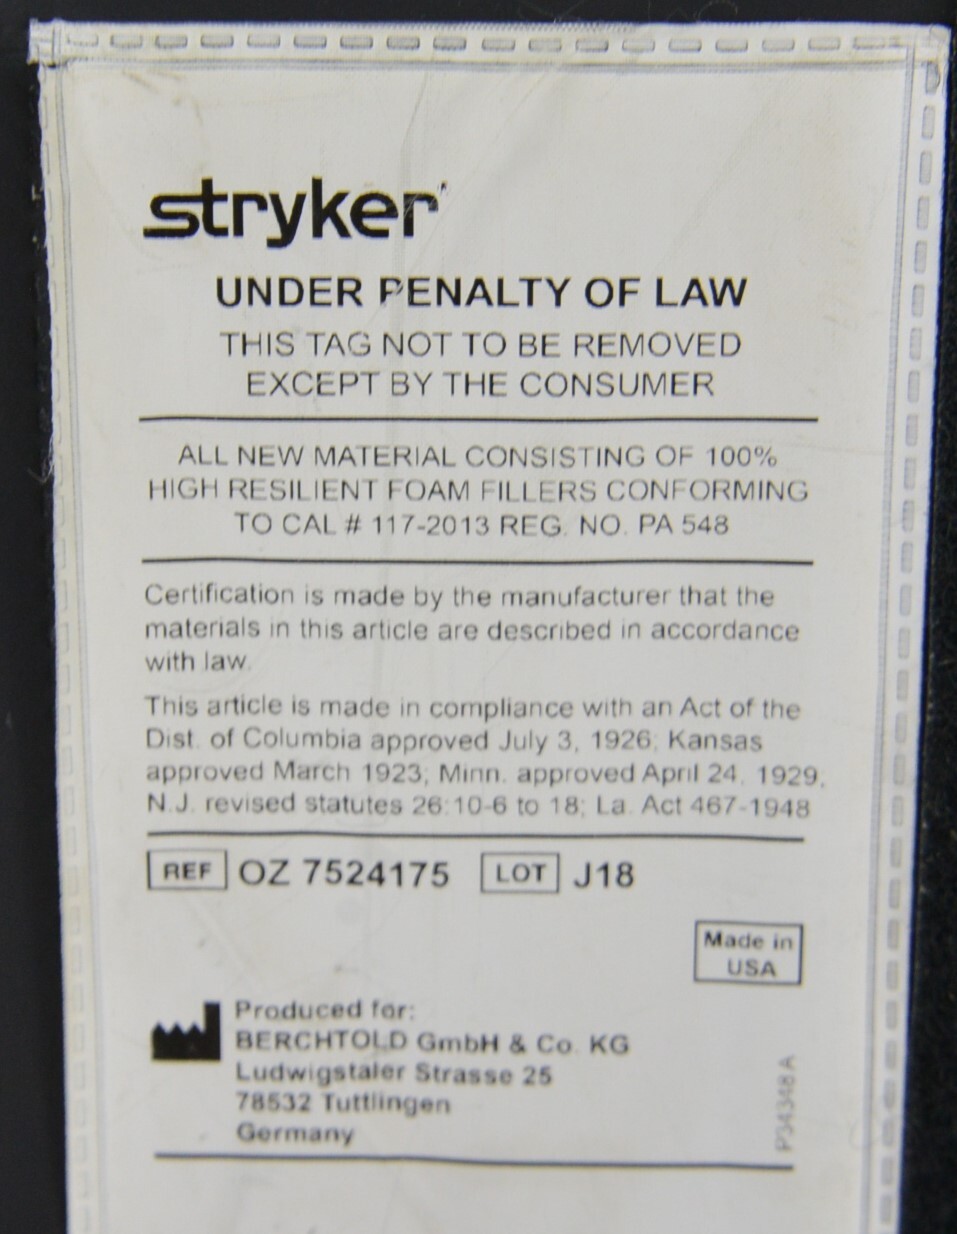 stryker
UNDER PENALTY OF LAW
THIS TAG NOT TO BE REMOVED
EXCEPT BY THE CONSUMER
ALL NEW MATERIAL CONSISTING OF 100%
HIGH RESILIENT FOAM FILLERS CONFORMING
TO CAL # 117-2013 REG. NO. PA 548
Certification is made by the manufacturer that the
materials in this article are described in accordance
with law.
This article is made in compliance with an Act of the
Dist. of Columbia approved July 3, 1926; Kansas
approved March 1923; Minn. approved April 24, 1929;
N.J. revised statutes 26:10-6 to 18; La. Act 467-1948
REF OZ 7524175 LOT J18
Made in
USA
Produced for:
BERCHTOLD GmbH & Co. KG
Ludwigstaler Strasse 25
78532 Tuttlingen
Germany
P34348A